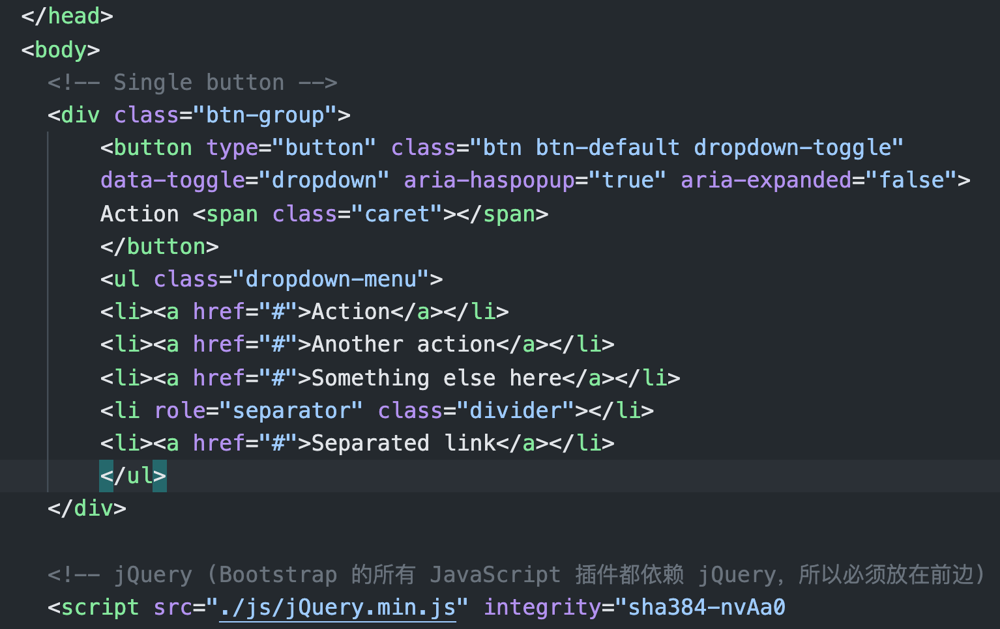 </head>
<body>
<!-- Single button -->
<div class="btn-group">
<button type="button" class="btn btn-default dropdown-toggle"
data-toggle="dropdown" aria-haspopup="true" aria-expanded="false">
Action <span class="caret"></span>
</button>
<ul class="dropdown-menu">
<li><a href="#">Action</a></li>
<li><a href="#">Another action</a></li>
<li><a href="#">Something else here</a></li>
<li role="separator" class="divider"></li>
<li><a href="#">Separated link</a></li>
</ul>
</div>
<!-- jQuery (Bootstrap 的所有 JavaScript 插件都依赖 jQuery, 所以必须放在前边)
<script src="./js/jQuery.min.js" integrity="sha384-nvAa0